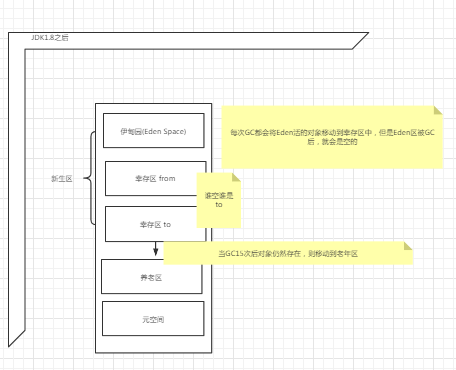 JDK1.8之后
伊甸园(Eden Space)
每次GC都会将Eden活的对象移动到幸存区中，但是Eden区被GC
后，就会是空的
新生区
幸存区 from
谁空谁是
to
幸存区 to
当GC15次后对象仍然存在，则移动到老年区
养老区
元空间